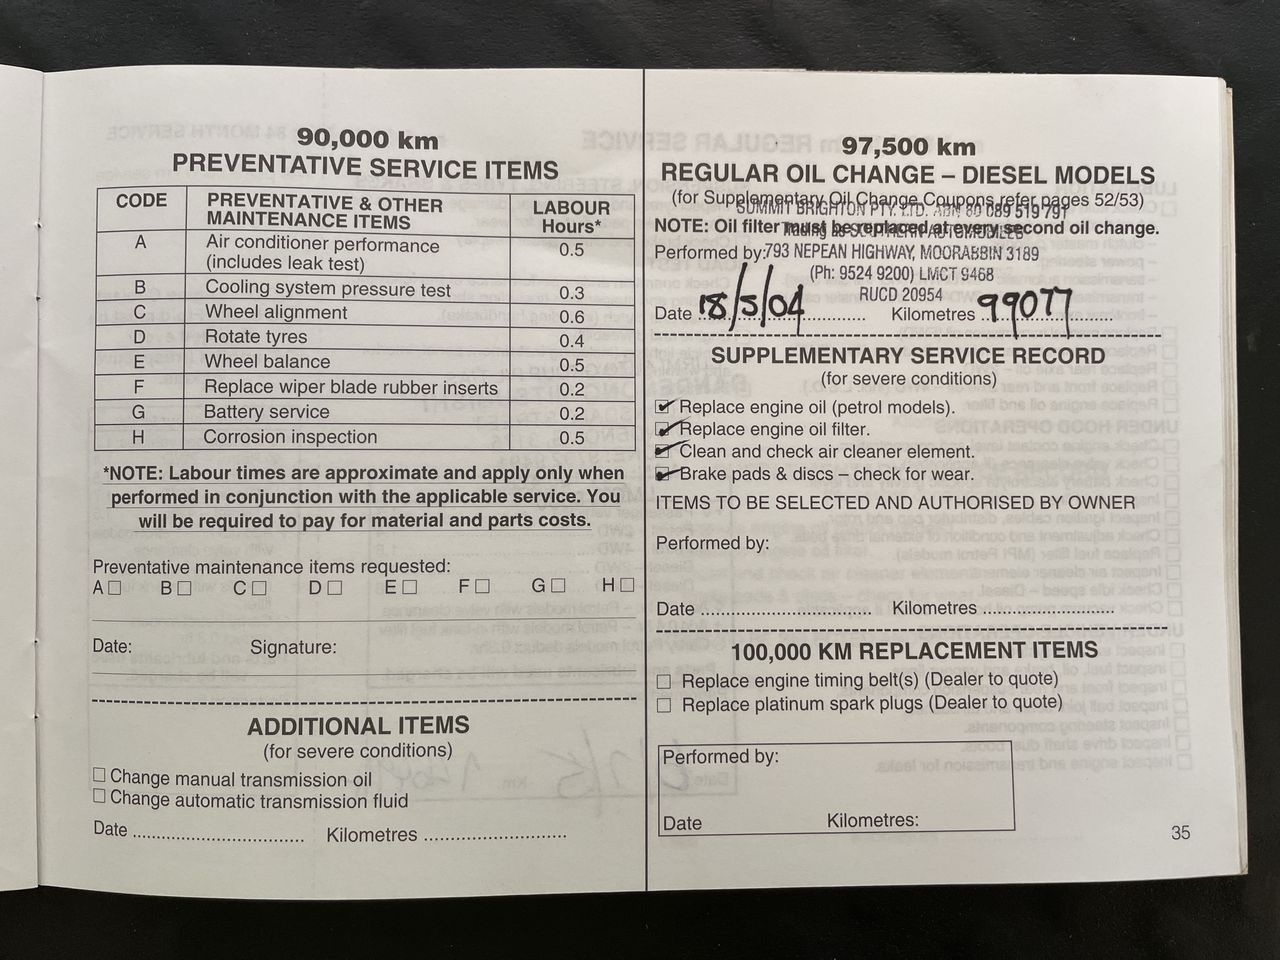 90,000 km
PREVENTATIVE SERVICE ITEMS
CODE PREVENTATIVE & OTHER MAINTENANCE ITEMS LABOUR Hours*
A Air conditioner performance (includes leak test) 0.5
B Cooling system pressure test 0.3
C Wheel alignment 0.6
D Rotate tyres 0.4
E Wheel balance 0.5
F Replace wiper blade rubber inserts 0.2
G Battery service 0.2
H Corrosion inspection 0.5
*NOTE: Labour times are approximate and apply only when
performed in conjunction with the applicable service. You
will be required to pay for material and parts costs.
Preventative maintenance items requested:
A☐ B☐ C☐ D☐ E☐ F☐ G☐ H☐
Date: Signature:
ADDITIONAL ITEMS
(for severe conditions)
☐ Change manual transmission oil
☐ Change automatic transmission fluid
Date ............................... Kilometres ..........................
97,500 km
REGULAR OIL CHANGE – DIESEL MODELS
(for Supplementary Oil Change Coupons refer pages 52/53)
SUMMIT BRIGHTON PTY. LTD. ABN 80 089 519 791
NOTE: Oil filter must be replaced at every second oil change.
Trading as SOUTHERN AUTOMOBILES
Performed by: 793 NEPEAN HIGHWAY, MOORABBIN 3189
(Ph: 9524 9200) LMCT 9468
RUCD 20954
Date 18/5/04 Kilometres 99077
SUPPLEMENTARY SERVICE RECORD
(for severe conditions)
☑ Replace engine oil (petrol models).
☑ Replace engine oil filter.
☑ Clean and check air cleaner element.
☑ Brake pads & discs – check for wear.
ITEMS TO BE SELECTED AND AUTHORISED BY OWNER
Performed by:
Date ............................... Kilometres ..........................
100,000 KM REPLACEMENT ITEMS
☐ Replace engine timing belt(s) (Dealer to quote)
☐ Replace platinum spark plugs (Dealer to quote)
Performed by:
Date Kilometres:
35